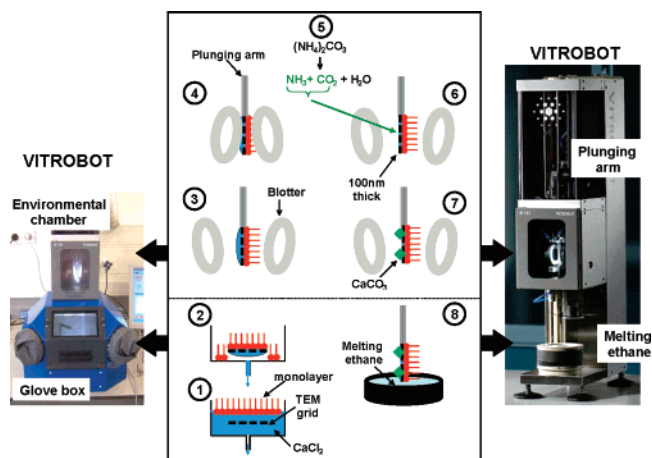 VITROBOT
Environmental
chamber
Glove box
5
(NH₄)₂CO₃
NH₃+ CO₂ + H₂O
Plunging arm
4
6
100nm
thick
3
Blotter
7
CaCO₃
2
1
monolayer
TEM
grid
CaCl₂
8
Melting
ethane
VITROBOT
VITROBOT
Plunging
arm
Melting
ethane